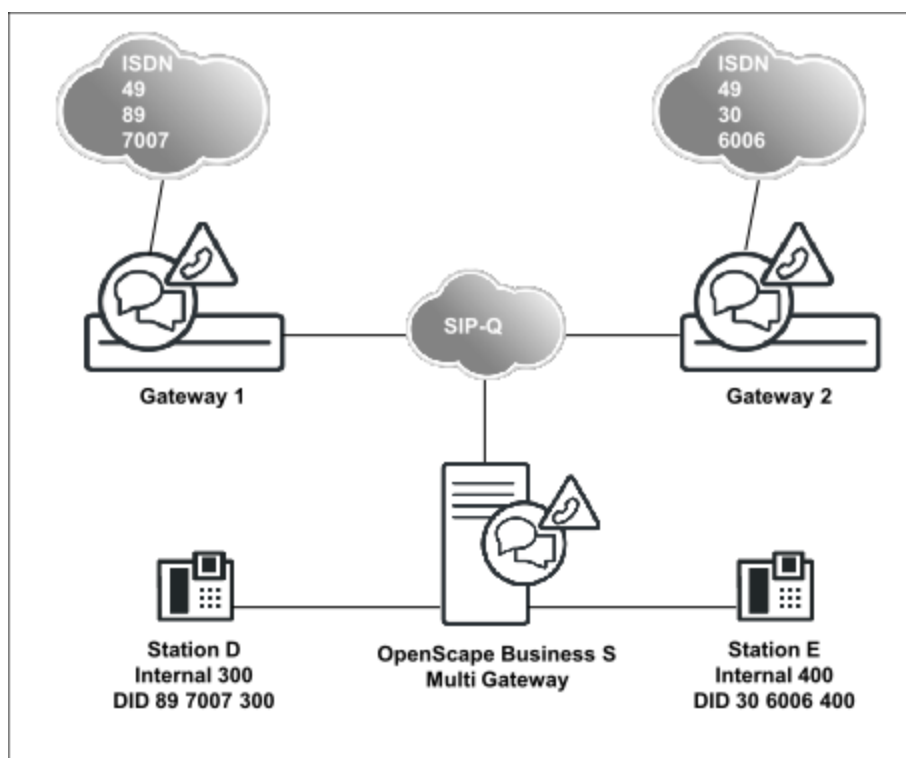 ISDN
49
89
7007
ISDN
49
30
6006
SIP-Q
Gateway 1
Gateway 2
Station D
Internal 300
DID 89 7007 300
OpenScape Business S
Multi Gateway
Station E
Internal 400
DID 30 6006 400